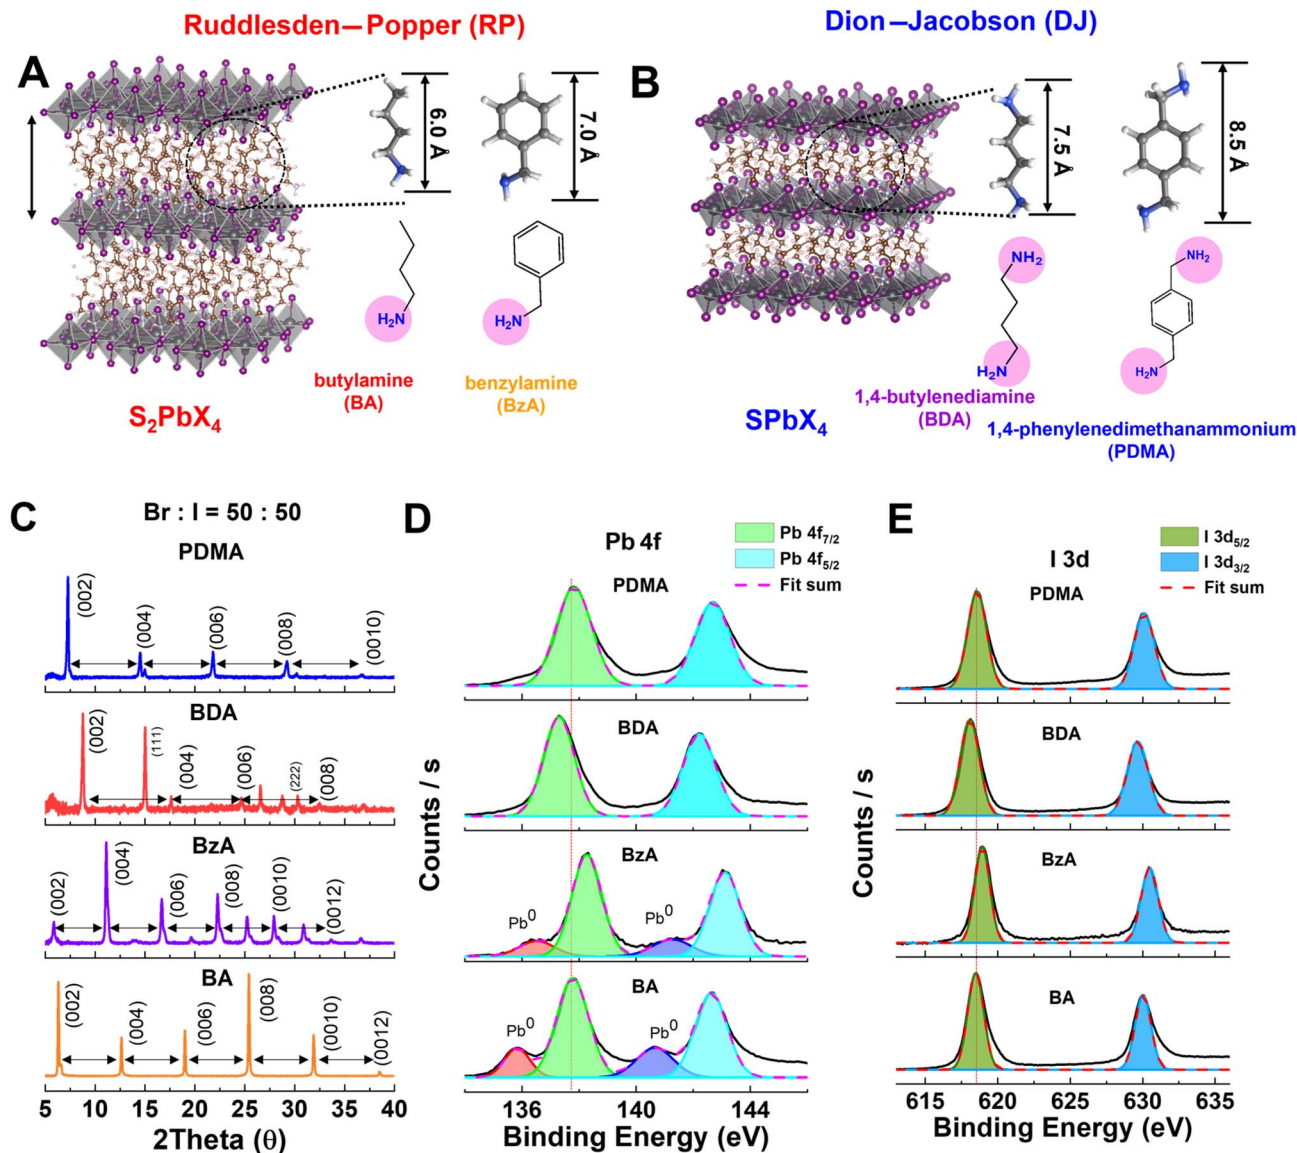 Ruddlesden—Popper (RP)
Dion—Jacobson (DJ)
A
6.0 Å
7.0 Å
H₂N
H₂N
butylamine
(BA)
benzylamine
(BzA)
S₂PbX₄
B
7.5 Å
8.5 Å
NH₂
H₂N
NH₂
H₂N
1,4-butylenediamine
(BDA)
SPbX₄
1,4-phenylenedimethanammonium
(PDMA)
C
Br : I = 50 : 50
PDMA
(002)
(004)
(006)
(008)
(0010)
BDA
(002)
(111)
(004)
(006)
(222)
(008)
BzA
(002)
(004)
(006)
(008)
(0010)
(0012)
BA
(002)
(004)
(006)
(008)
(0010)
(0012)
5 10 15 20 25 30 35 40
2Theta (θ)
D
Pb 4f
Pb 4f₇/₂
Pb 4f₅/₂
Fit sum
PDMA
BDA
BzA
Pb⁰
Pb⁰
BA
Pb⁰
Pb⁰
Counts / s
136 140 144
Binding Energy (eV)
E
I 3d
I 3d₅/₂
I 3d₃/₂
Fit sum
PDMA
BDA
BzA
BA
Counts / s
615 620 625 630 635
Binding Energy (eV)